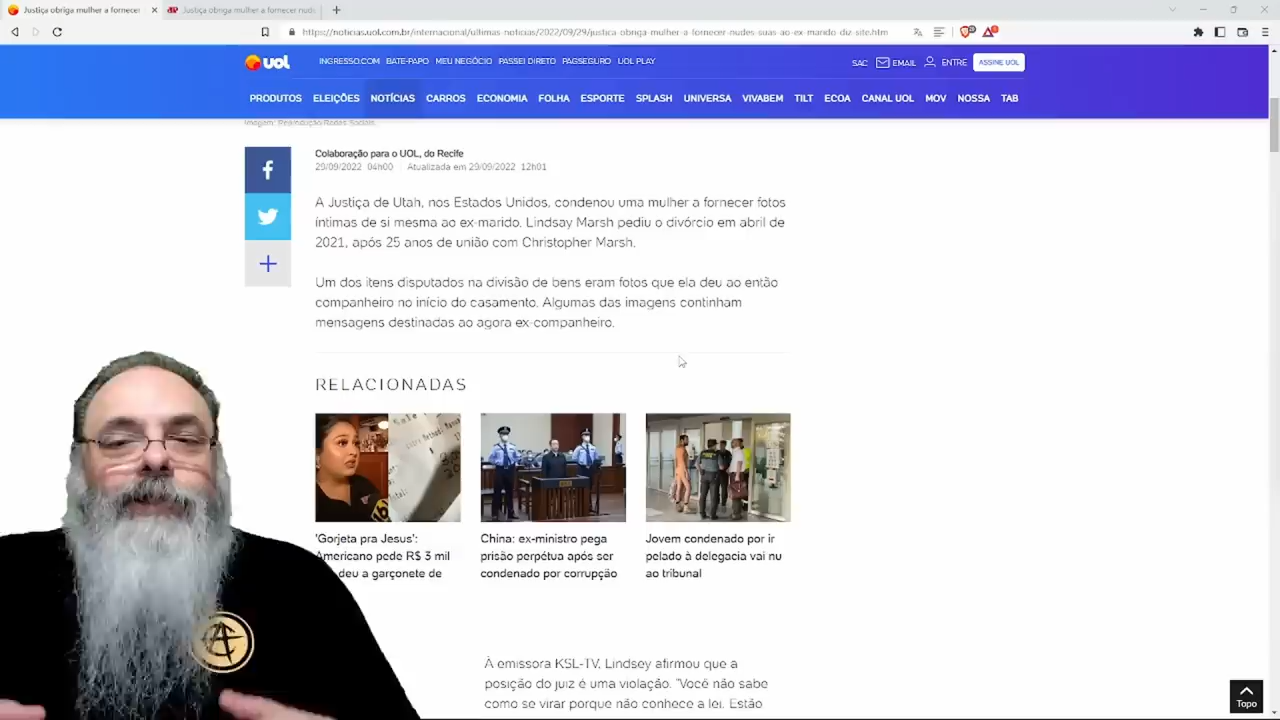 Justiça obriga mulher a fornecer
Justiça obriga mulher a fornecer nude
https://noticias.uol.com.br/internacional/ultimas-noticias/2022/09/29/justica-obriga-mulher-a-fornecer-nudes-suas-ao-ex-marido-diz-site.htm
UOL
INGRESSO.COM BATE-PAPO MEU NEGÓCIO PASSEI DIRETO PAGSEGURO UOL PLAY
SAC EMAIL ENTRE ASSINE UOL
PRODUTOS ELEIÇÕES NOTÍCIAS CARROS ECONOMIA FOLHA ESPORTE SPLASH UNIVERSA VIVABEM TILT ECOA CANAL UOL MOV NOSSA TAB
Imagem: Reprodução Redes Sociais
Colaboração para o UOL, do Recife
29/09/2022 04h00 Atualizada em 29/09/2022 12h01
A Justiça de Utah, nos Estados Unidos, condenou uma mulher a fornecer fotos
íntimas de si mesma ao ex-marido. Lindsay Marsh pediu o divórcio em abril de
2021, após 25 anos de união com Christopher Marsh.
Um dos itens disputados na divisão de bens eram fotos que ela deu ao então
companheiro no início do casamento. Algumas das imagens continham
mensagens destinadas ao agora ex-companheiro.
RELACIONADAS
'Gorjeta pra Jesus':
Americano pede R$ 3 mil
deu a garçonete de
China: ex-ministro pega
prisão perpétua após ser
condenado por corrupção
Jovem condenado por ir
pelado à delegacia vai nu
ao tribunal
À emissora KSL-TV, Lindsey afirmou que a
posição do juiz é uma violação. "Você não sabe
como se virar porque não conhece a lei. Estão
Topo